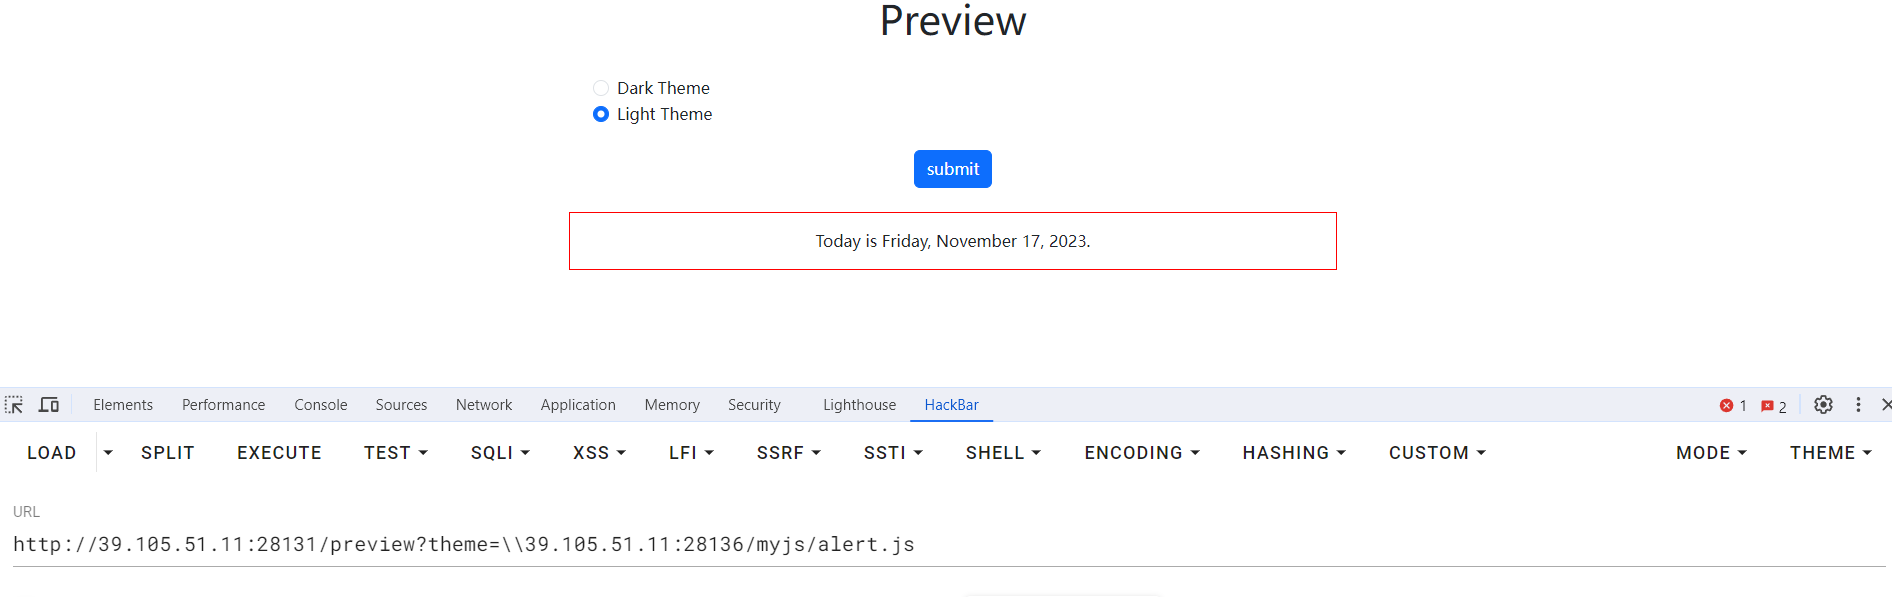 Preview
Dark Theme
Light Theme
submit
Today is Friday, November 17, 2023.
Elements Performance Console Sources Network Application Memory Security Lighthouse HackBar 1 2
LOAD SPLIT EXECUTE TEST SQLI XSS LFI SSRF SSTI SHELL ENCODING HASHING CUSTOM MODE THEME
URL
http://39.105.51.11:28131/preview?theme=\\39.105.51.11:28136/myjs/alert.js